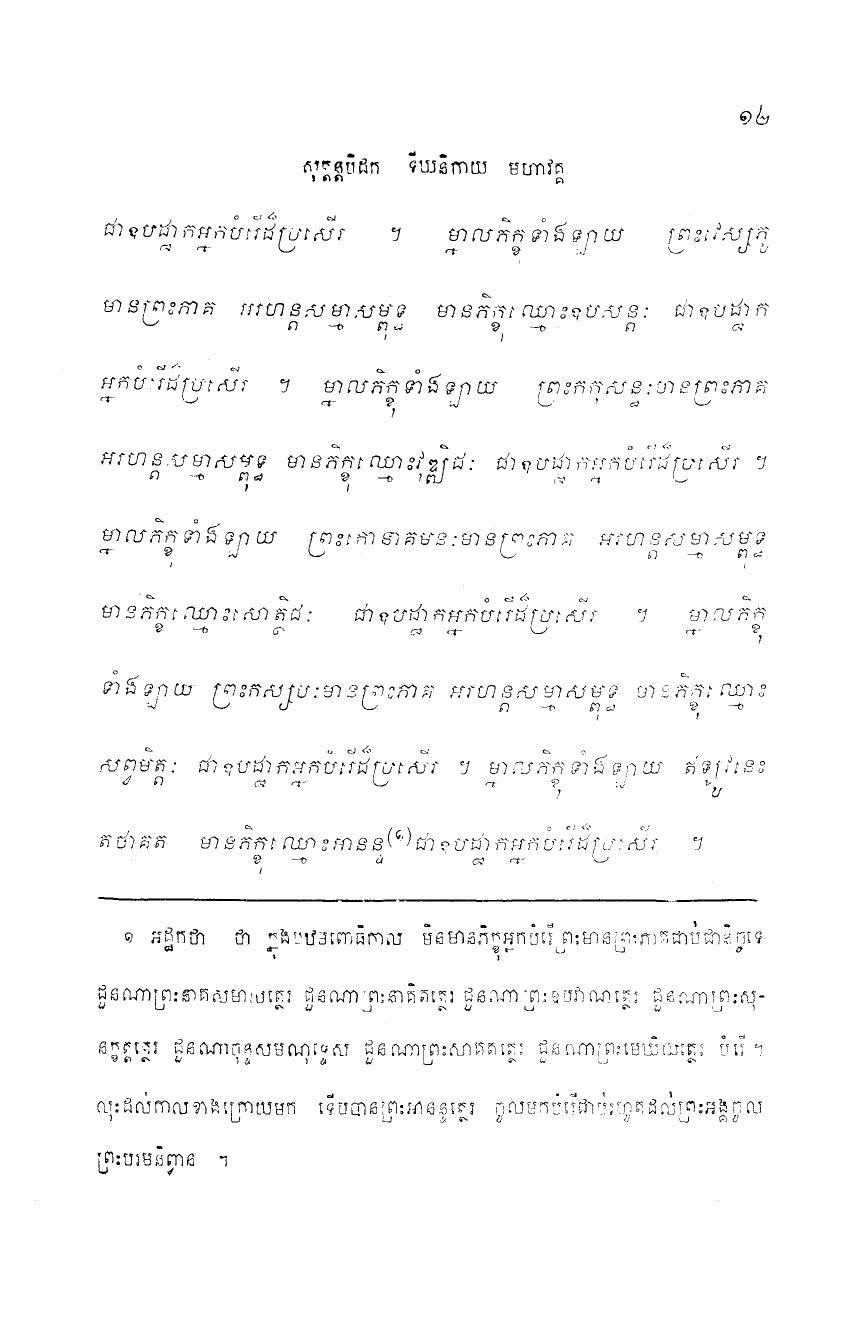 ១២
សុត្តន្តបិដក ទីឃនិកាយ មហាវគ្គ
ជាឧបដ្ឋាកអ្នកបំរើដ៏ប្រសើរ ។ ម្នាលភិក្ខុទាំងឡាយ ព្រះវេស្សភូ
មានព្រះភាគ អរហន្តសម្មាសម្ពុទ្ធ មានភិក្ខុឈ្មោះឧបសន្តៈ ជាឧបដ្ឋាក
អ្នកបំរើដ៏ប្រសើរ ។ ម្នាលភិក្ខុទាំងឡាយ ព្រះកកុសន្ធៈមានព្រះភាគ
អរហន្តសម្មាសម្ពុទ្ធ មានភិក្ខុឈ្មោះវុឌ្ឍិជៈ ជាឧបដ្ឋាកអ្នកបំរើដ៏ប្រសើរ ។
ម្នាលភិក្ខុទាំងឡាយ ព្រះកោនាគមនៈមានព្រះភាគ អរហន្តសម្មាសម្ពុទ្ធ
មានភិក្ខុឈ្មោះសោត្ថិជៈ ជាឧបដ្ឋាកអ្នកបំរើដ៏ប្រសើរ ។ ម្នាលភិក្ខុ
ទាំងឡាយ ព្រះកស្សបៈមានព្រះភាគ អរហន្តសម្មាសម្ពុទ្ធ មានភិក្ខុឈ្មោះ
សព្វមិត្តៈ ជាឧបដ្ឋាកអ្នកបំរើដ៏ប្រសើរ ។ ម្នាលភិក្ខុទាំងឡាយ ឥឡូវនេះ
តថាគត មានភិក្ខុឈ្មោះអានន្ទ(១)ជាឧបដ្ឋាកអ្នកបំរើដ៏ប្រសើរ ។
១ អដ្ឋកថា ថា ក្នុងបឋមពោធិកាល មិនមានភិក្ខុអ្នកបំរើព្រះមានព្រះភាគជាប់ជានិច្ចទេ
ជួនណាព្រះនាគសមាលត្ថេរ ជួនណាព្រះនាគិតត្ថេរ ជួនណាព្រះឧបវាណត្ថេរ ជួនណាព្រះសុ-
នក្ខត្តត្ថេរ ជួនណាចុន្ទសមណុទ្ទេស ជួនណាព្រះសាគតត្ថេរ ជួនណាព្រះមេឃិយត្ថេរ បំរើ ។
លុះដល់កាលខាងក្រោយមក ទើបបានព្រះអានន្ទត្ថេរ ចូលមកបំរើជាប់រហូតដល់ព្រះអង្គចូល
ព្រះបរមនិព្វាន ។